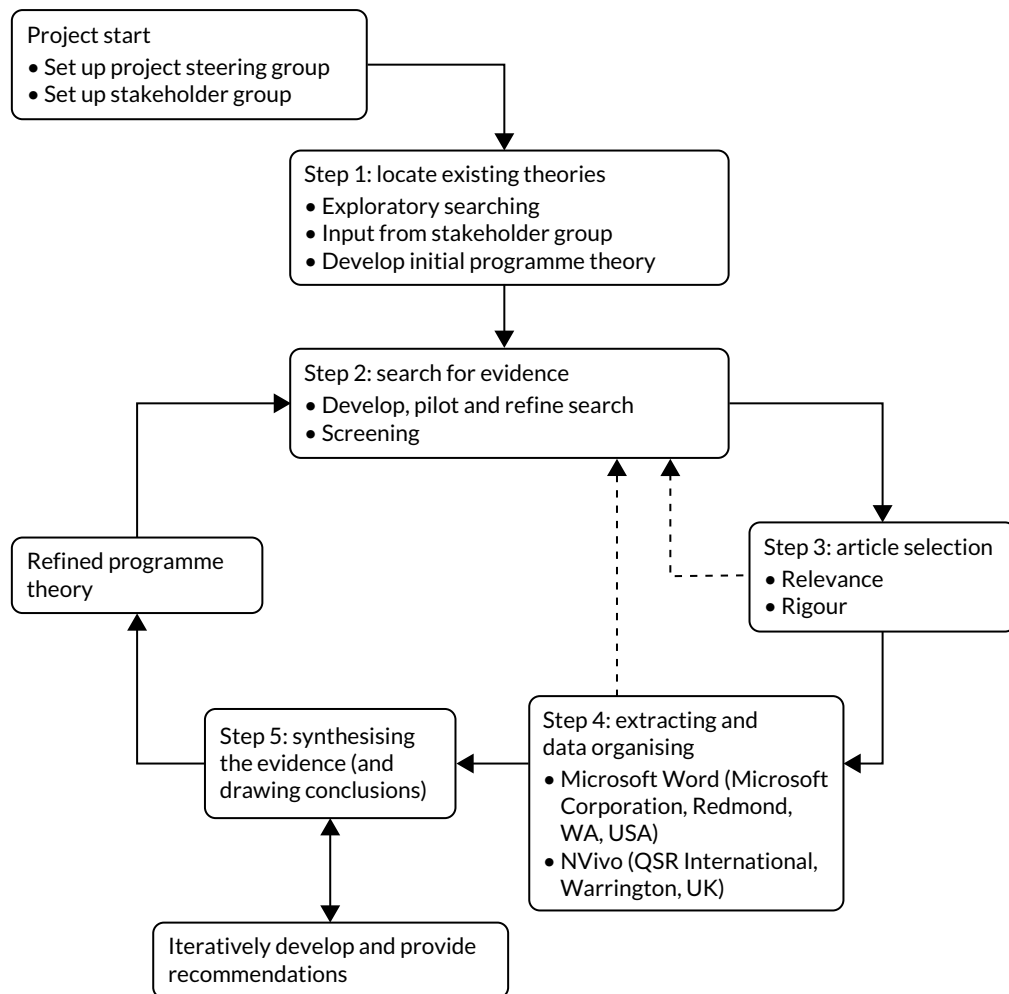 Project start
• Set up project steering group
• Set up stakeholder group
Step 1: locate existing theories
• Exploratory searching
• Input from stakeholder group
• Develop initial programme theory
Step 2: search for evidence
• Develop, pilot and refine search
• Screening
Refined programme
theory
Step 3: article selection
• Relevance
• Rigour
Step 4: extracting and
data organising
• Microsoft Word (Microsoft
Corporation, Redmond,
WA, USA)
• NVivo (QSR International,
Warrington, UK)
Step 5: synthesising
the evidence (and
drawing conclusions)
Iteratively develop and provide
recommendations